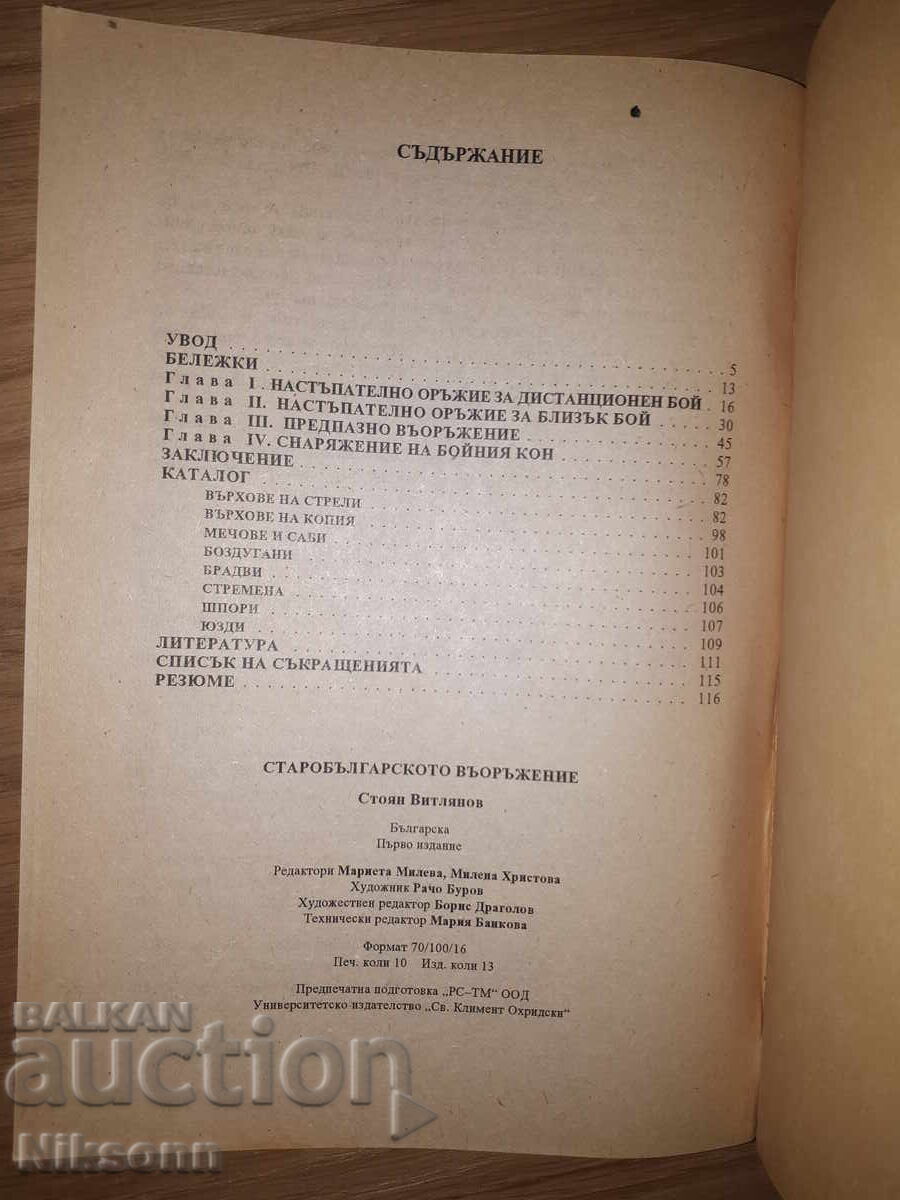 СЪДЪРЖАНИЕ
УВОД 5
БЕЛЕЖКИ 13
Глава I. НАСТЪПАТЕЛНО ОРЪЖИЕ ЗА ДИСТАНЦИОНЕН БОЙ 16
Глава II. НАСТЪПАТЕЛНО ОРЪЖИЕ ЗА БЛИЗЪК БОЙ 30
Глава III. ПРЕДПАЗНО ВЪОРЪЖЕНИЕ 45
Глава IV. СНАРЯЖЕНИЕ НА БОЙНИЯ КОН 57
ЗАКЛЮЧЕНИЕ 78
КАТАЛОГ 82
ВЪРХОВЕ НА СТРЕЛИ 82
ВЪРХОВЕ НА КОПИЯ 98
МЕЧОВЕ И САБИ 101
БОЗДУГАНИ 103
БРАДВИ 104
СТРЕМЕНА 106
ШПОРИ 107
ЮЗДИ 109
ЛИТЕРАТУРА 111
СПИСЪК НА СЪКРАЩЕНИЯТА 115
РЕЗЮМЕ 116
СТАРОБЪЛГАРСКОТО ВЪОРЪЖЕНИЕ
Стоян Витлянов
Българска
Първо издание
Редактори Мариета Милева, Милена Христова
Художник Рачо Буров
Художествен редактор Борис Драголов
Технически редактор Мария Банкова
Формат 70/100/16
Печ. коли 10 Изд. коли 13
Предпечатна подготовка „РС–ТМ“ ООД
Университетско издателство „Св. Климент Охридски“
BALKAN
auction
Niksonn